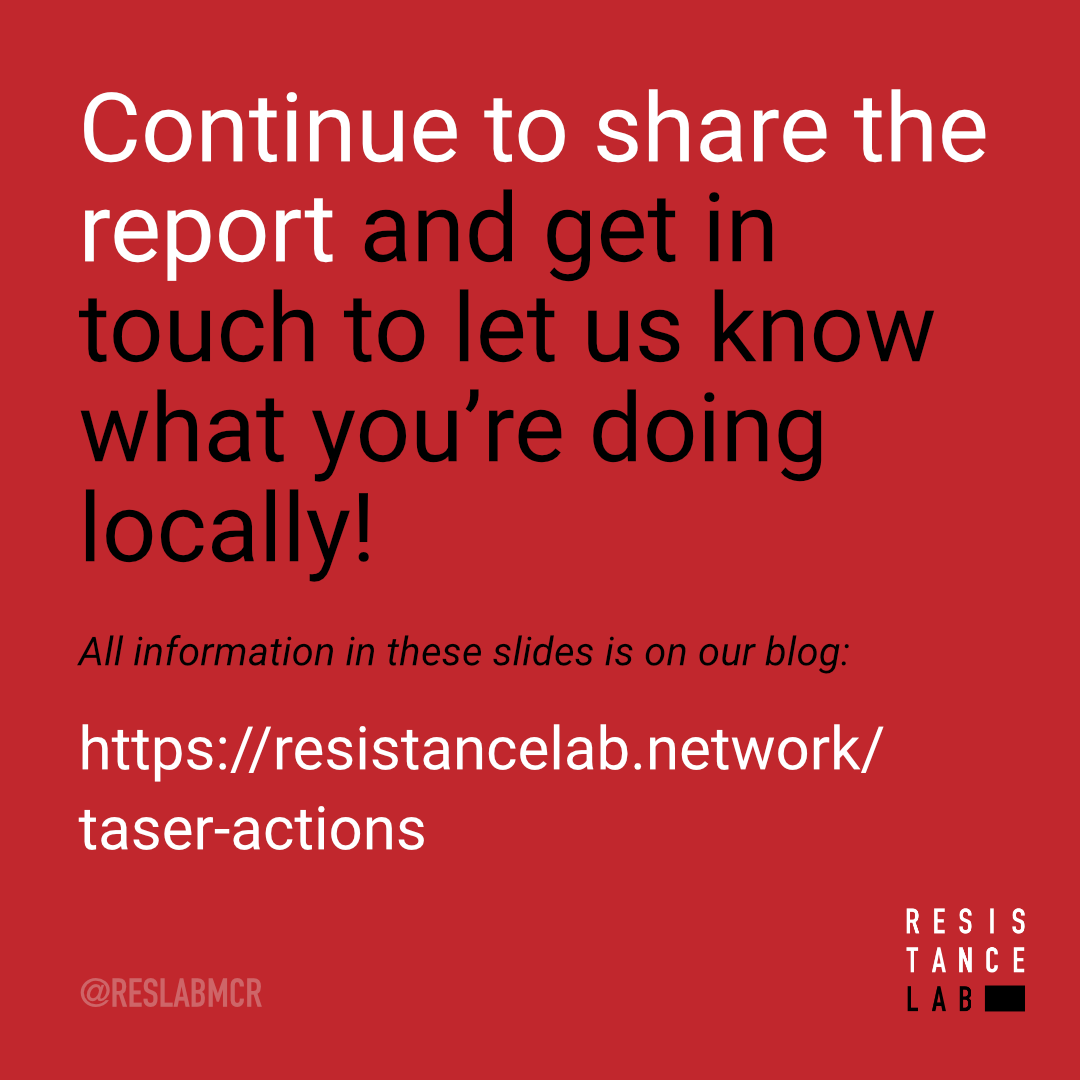 Continue to share the
report and get in
touch to let us know
what you’re doing
locally!
All information in these slides is on our blog:
https://resistancelab.network/
taser-actions
@RESLABMCR
RESIS
TANCE
LAB